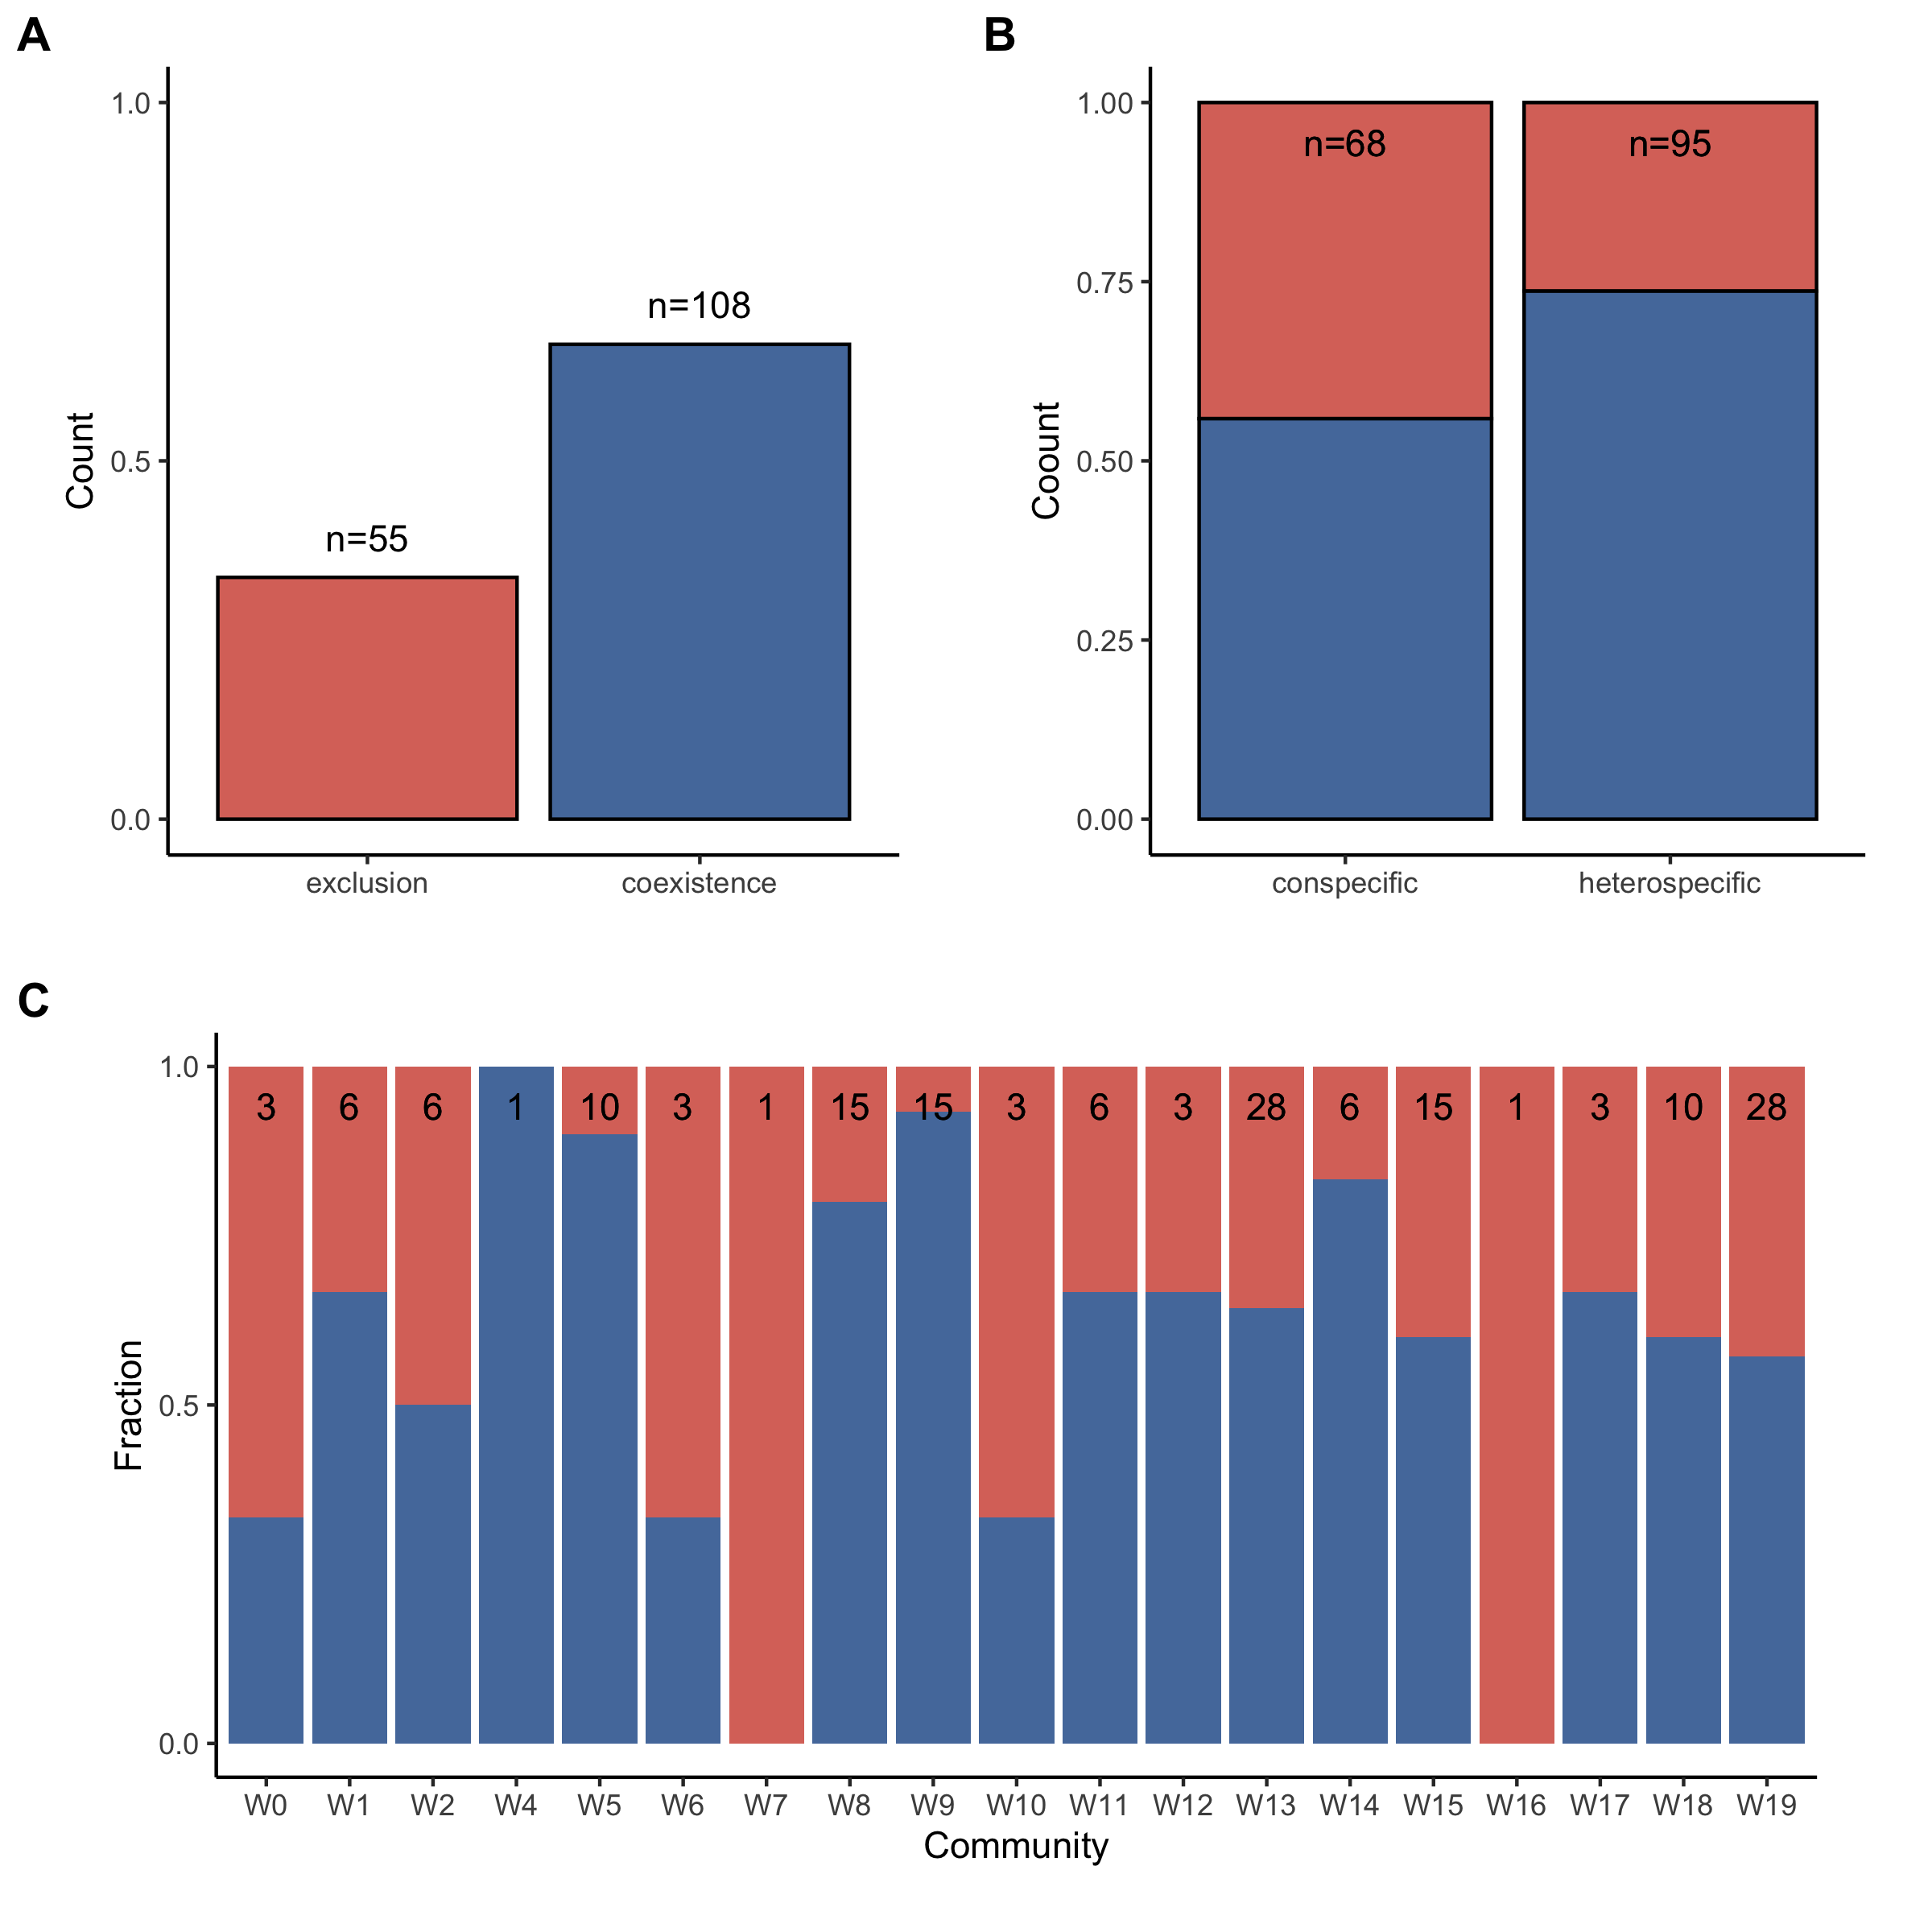 A
1.0
0.5
0.0
Count
n=55
n=108
exclusion
coexistence
B
1.00
0.75
0.50
0.25
0.00
Coount
n=68
n=95
conspecific
heterospecific
C
1.0
0.5
0.0
Fraction
3 6 6 1 10 3 1 15 15 3 6 3 28 6 15 1 3 10 28
W0 W1 W2 W4 W5 W6 W7 W8 W9 W10 W11 W12 W13 W14 W15 W16 W17 W18 W19
Community